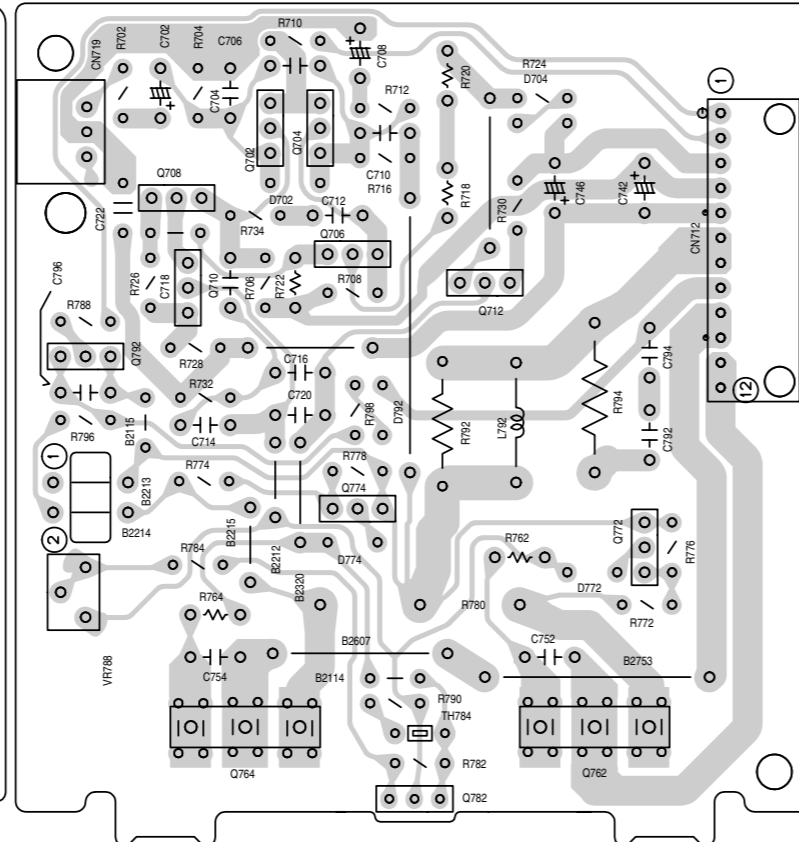 R710
R702
C702
R704
C706
CN719
C708
R720
R724
D704
1
C704
R712
Q702
Q704
C710
R716
Q708
D702
C712
R718
R730
C746
C742
C722
R734
Q706
CN712
C796
R726
C718
Q710
R706
R722
R708
Q712
R788
Q792
R728
C716
C794
R732
C720
R798
D792
R792
L792
R794
12
R796
B2115
C714
C792
1
R774
R778
B2213
Q774
B2214
B2215
2
B2212
D774
R762
Q772
R776
R784
B2320
D772
R764
R780
R772
VR788
B2607
C752
C754
B2114
B2753
R790
TH784
Q764
R782
Q762
Q782